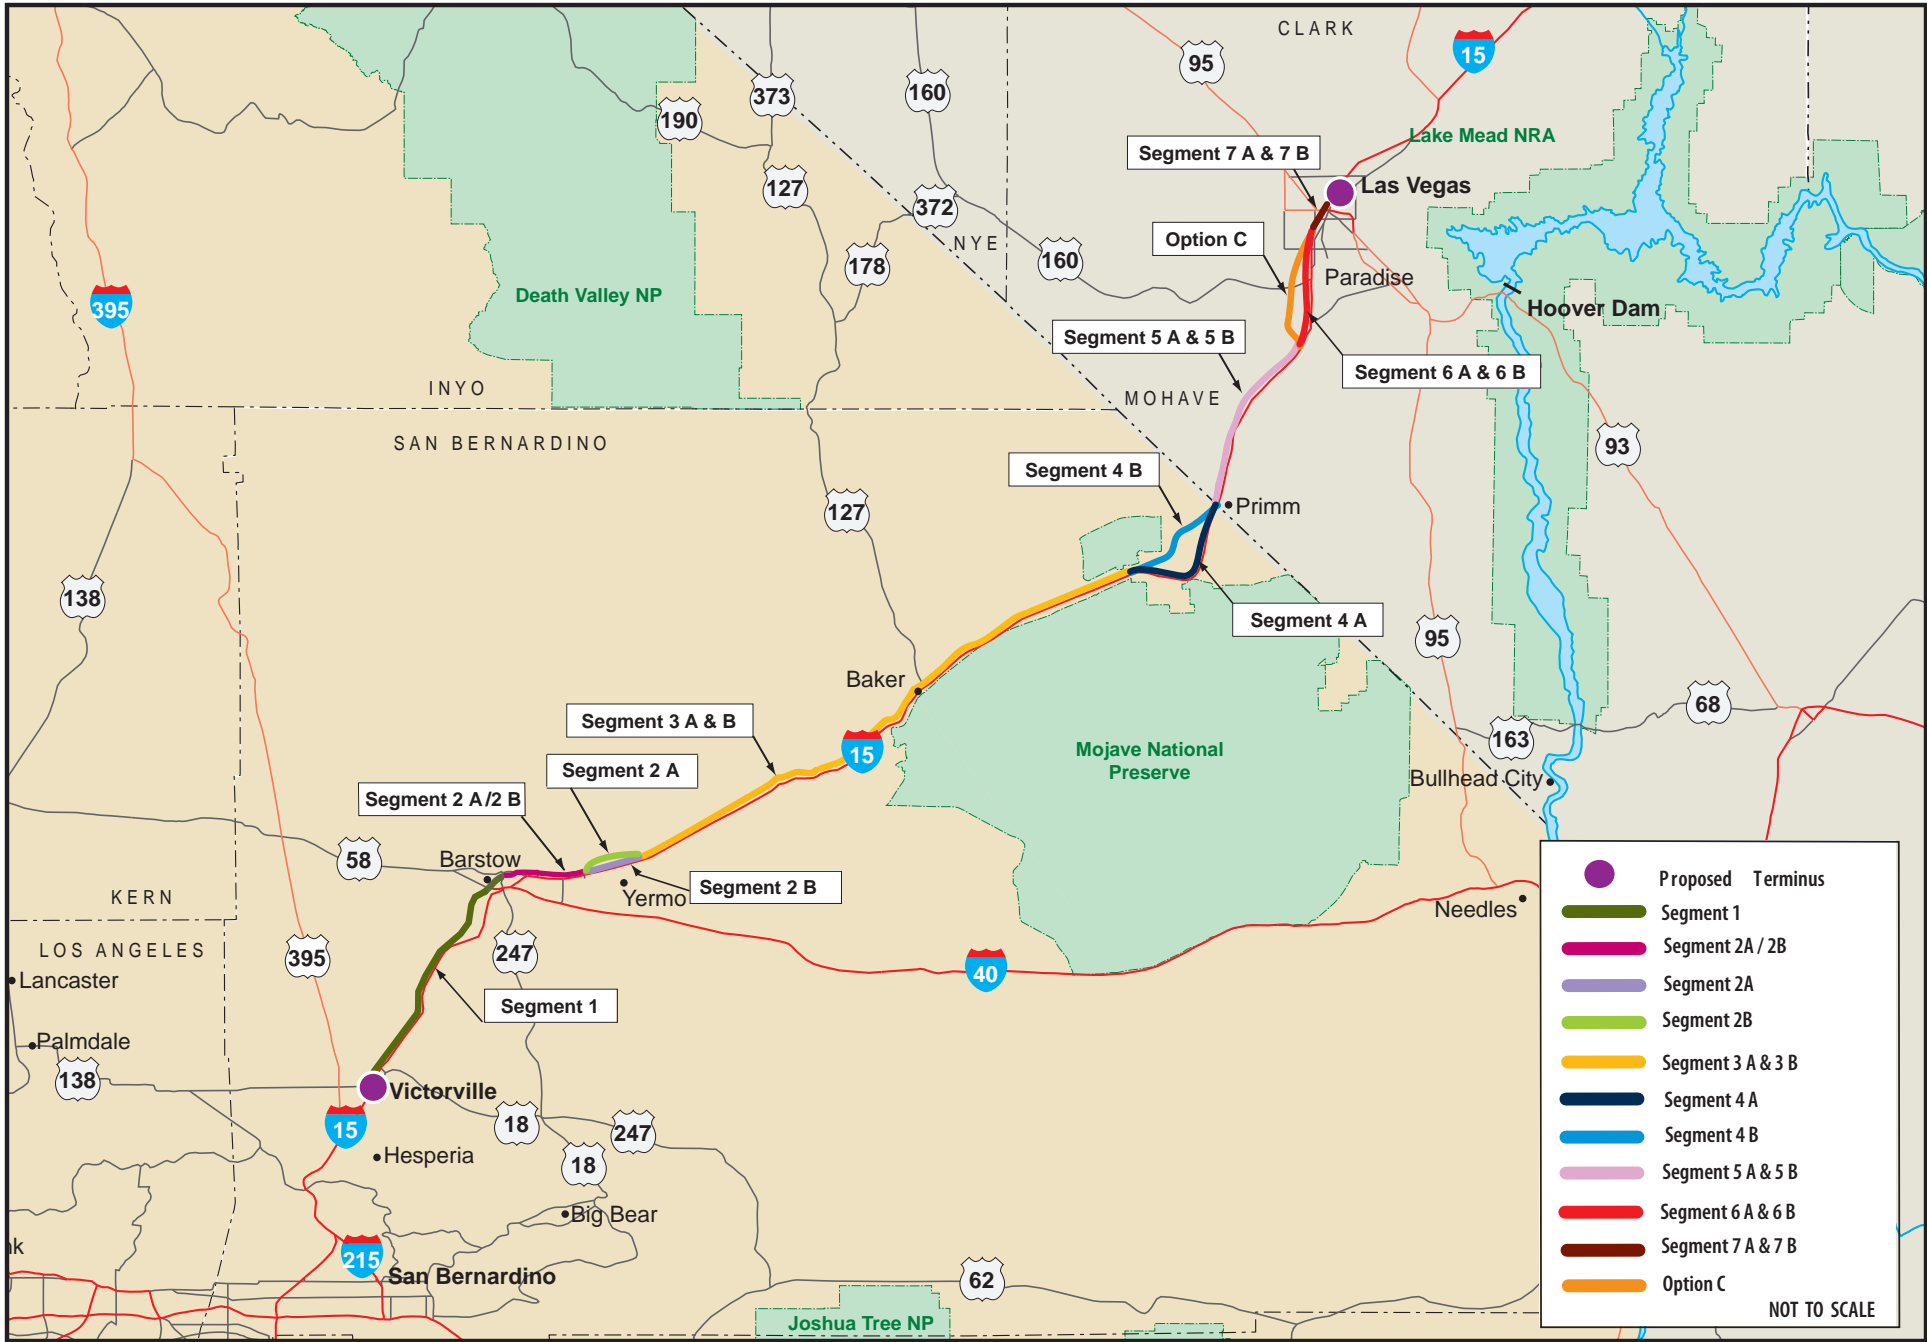 CLARK
15
95
373
160
190
Lake Mead NRA
Segment 7 A & 7 B
127
Las Vegas
372
NYE
Option C
178
160
Paradise
Death Valley NP
395
Hoover Dam
Segment 5 A & 5 B
Segment 6 A & 6 B
INYO
MOHAVE
SAN BERNARDINO
93
Segment 4 B
127
Primm
138
Segment 4 A
95
Baker
68
Segment 3 A & B
163
15
Mojave National
Preserve
Segment 2 A
Bullhead City
Segment 2 A/2 B
58
Barstow
Segment 2 B
Yermo
KERN
Needles
LOS ANGELES
395
247
40
Lancaster
Segment 1
Palmdale
138
Victorville
15
18
247
Hesperia
18
Big Bear
215
San Bernardino
62
Joshua Tree NP
Proposed Terminus
Segment 1
Segment 2A / 2B
Segment 2A
Segment 2B
Segment 3 A & 3 B
Segment 4 A
Segment 4 B
Segment 5 A & 5 B
Segment 6 A & 6 B
Segment 7 A & 7 B
Option C
NOT TO SCALE